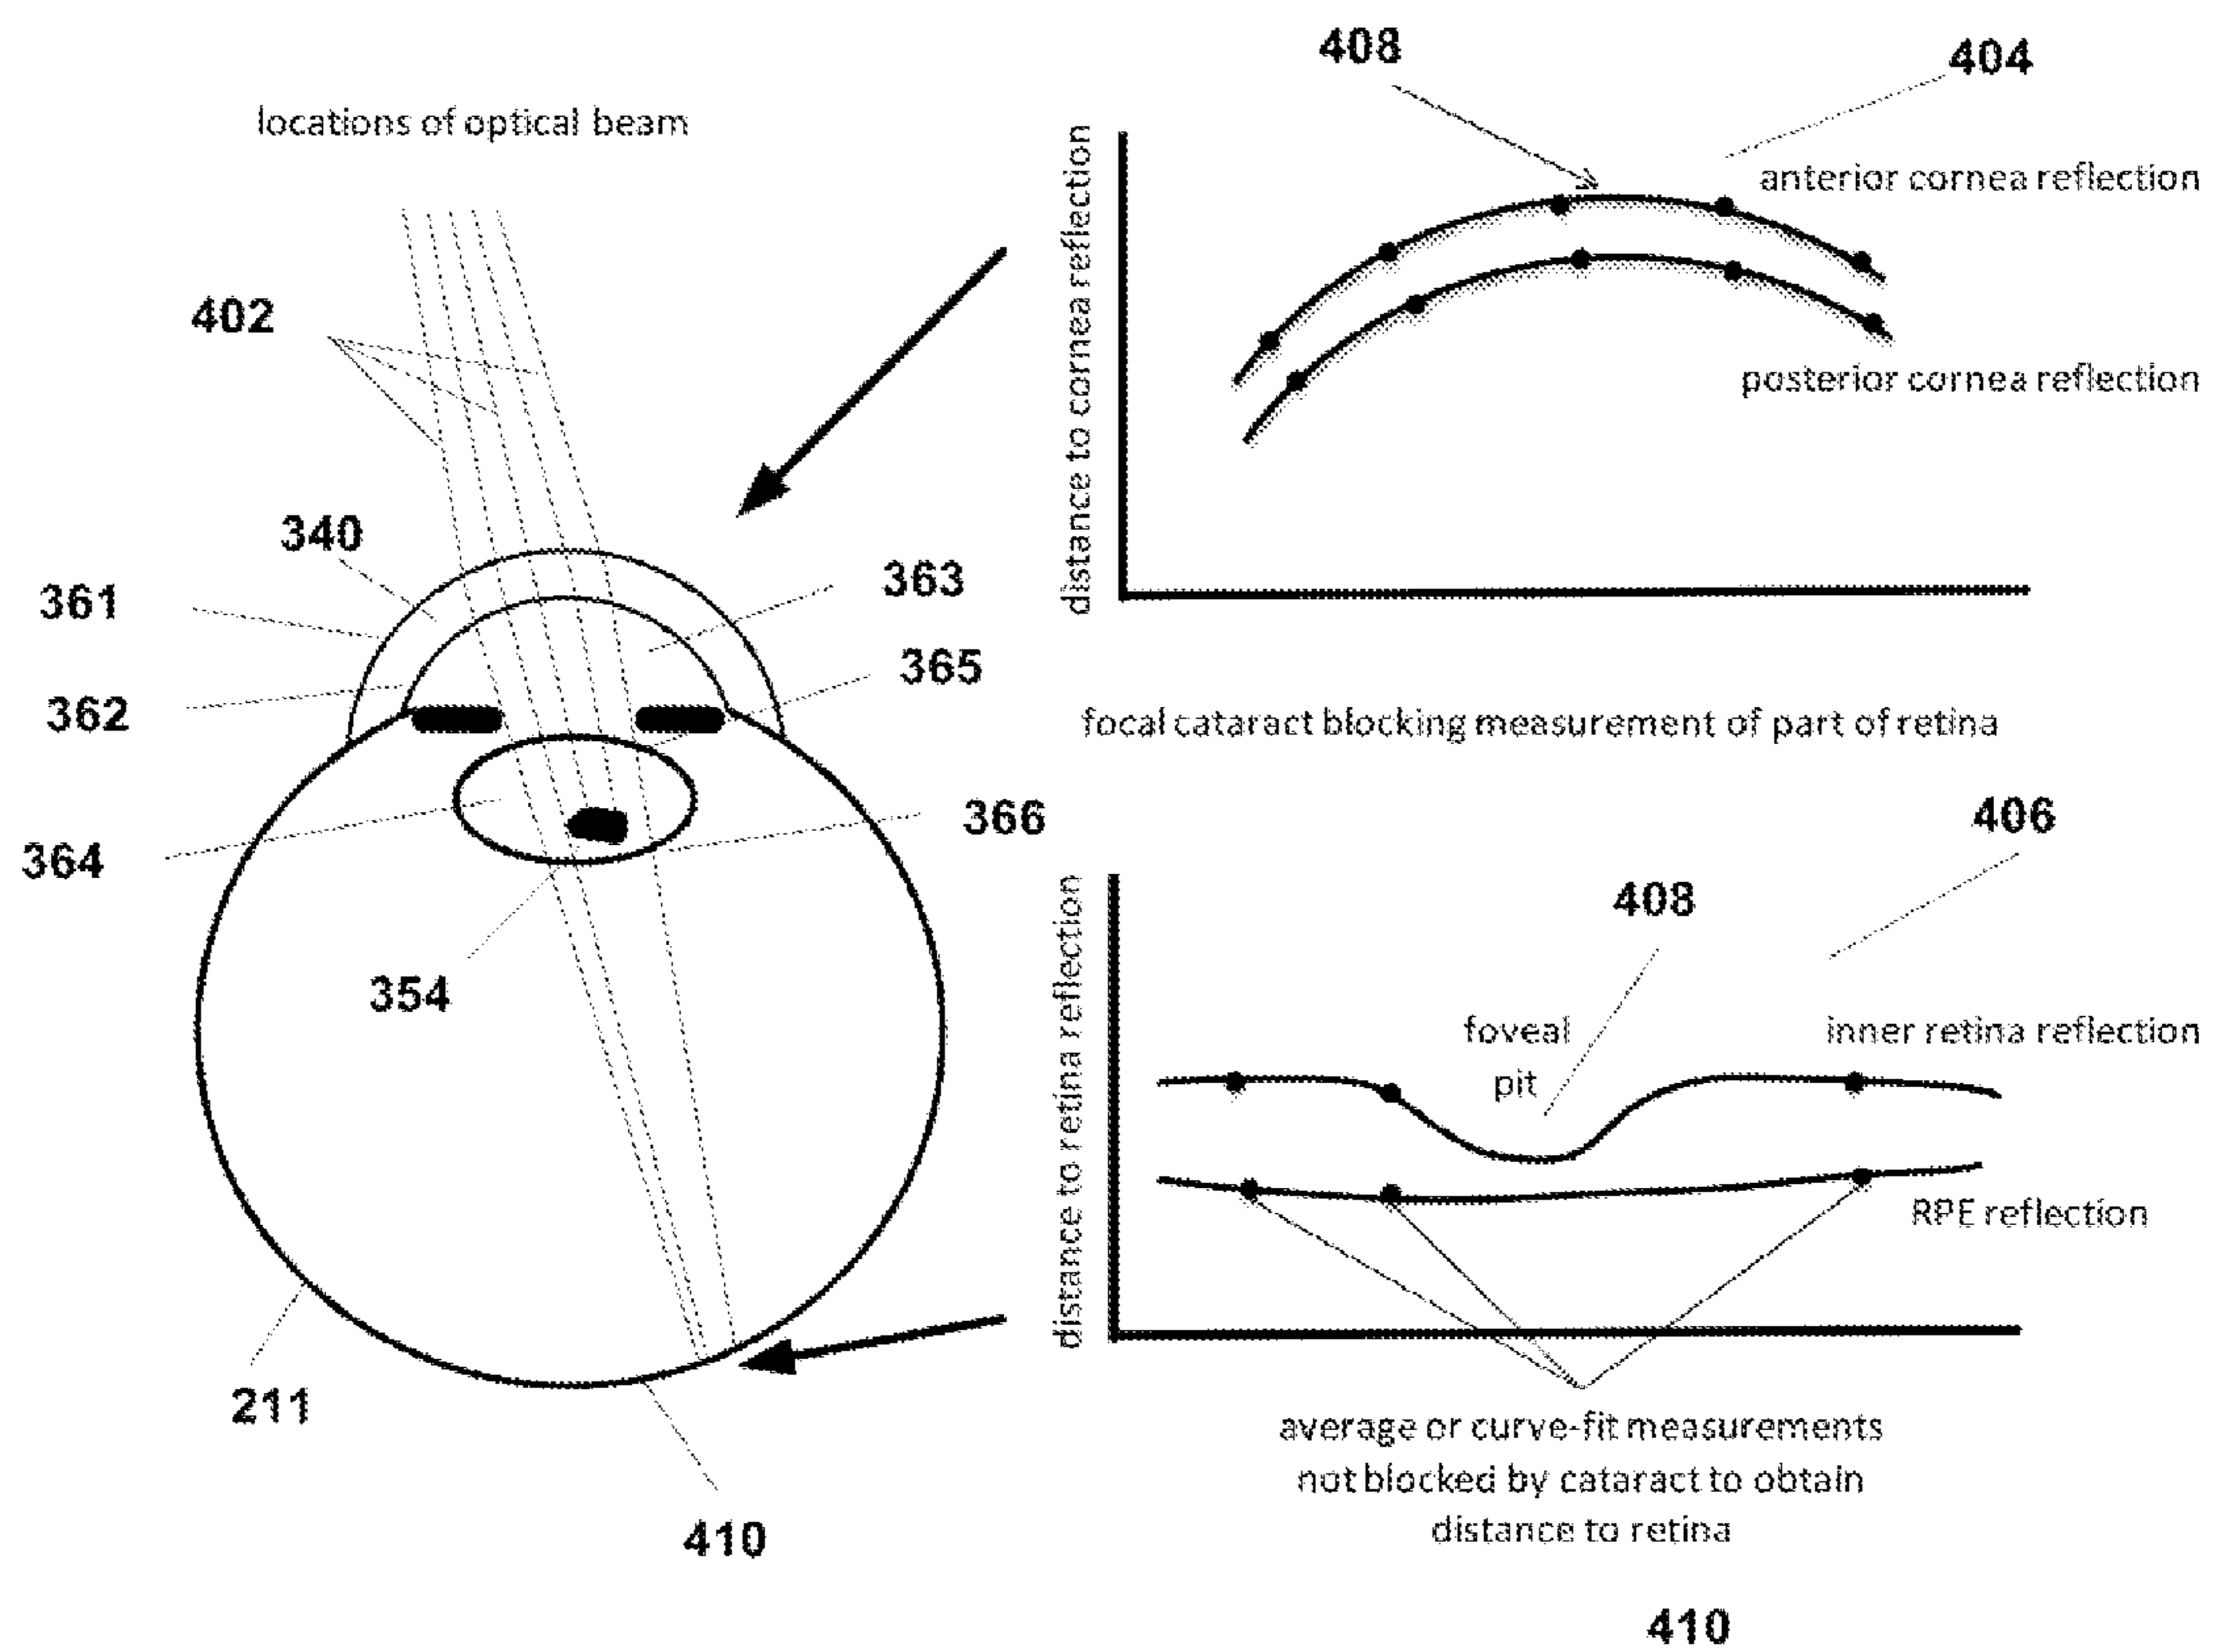 locations of optical beam
402
340
361
362
363
365
364
366
354
211
410
408
404
distance to cornea reflection
anterior cornea reflection
posterior cornea reflection
focal cataract blocking measurement of part of retina
406
408
distance to retina reflection
foveal
pit
inner retina reflection
RPE reflection
average or curve-fit measurements
not blocked by cataract to obtain
distance to retina
410